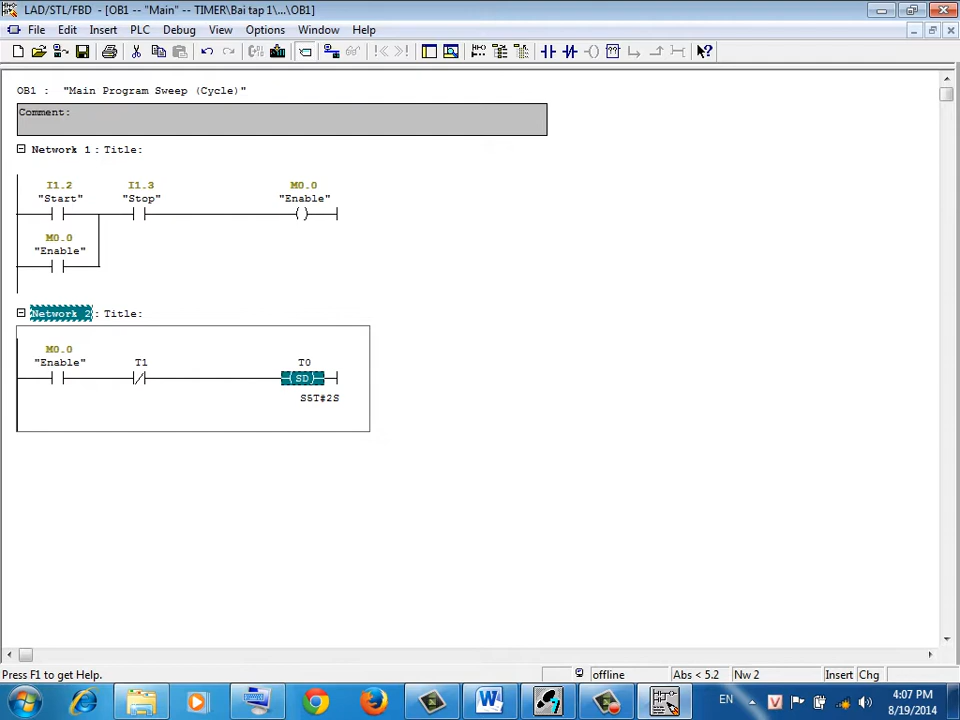 LAD/STL/FBD - [OB1 -- "Main" -- TIMER\Bai tap 1\...\OB1]
File Edit Insert PLC Debug View Options Window Help
OB1 : "Main Program Sweep (Cycle)"
Comment:
Network 1 : Title:
I1.2 I1.3 M0.0
"Start" "Stop" "Enable"
M0.0
"Enable"
Network 2 : Title:
M0.0
"Enable" T1 T0
SD
S5T#2S
Press F1 to get Help.
offline Abs < 5.2 Nw 2 Insert Chg
EN
4:07 PM
8/19/2014